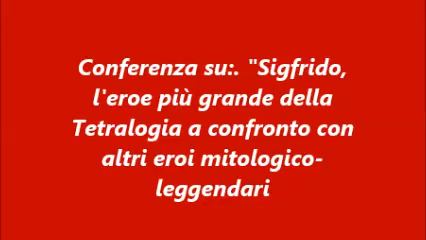 Conferenza su:. "Sigfrido,
l'eroe più grande della
Tetralogia a confronto con
altri eroi mitologico-
leggendari